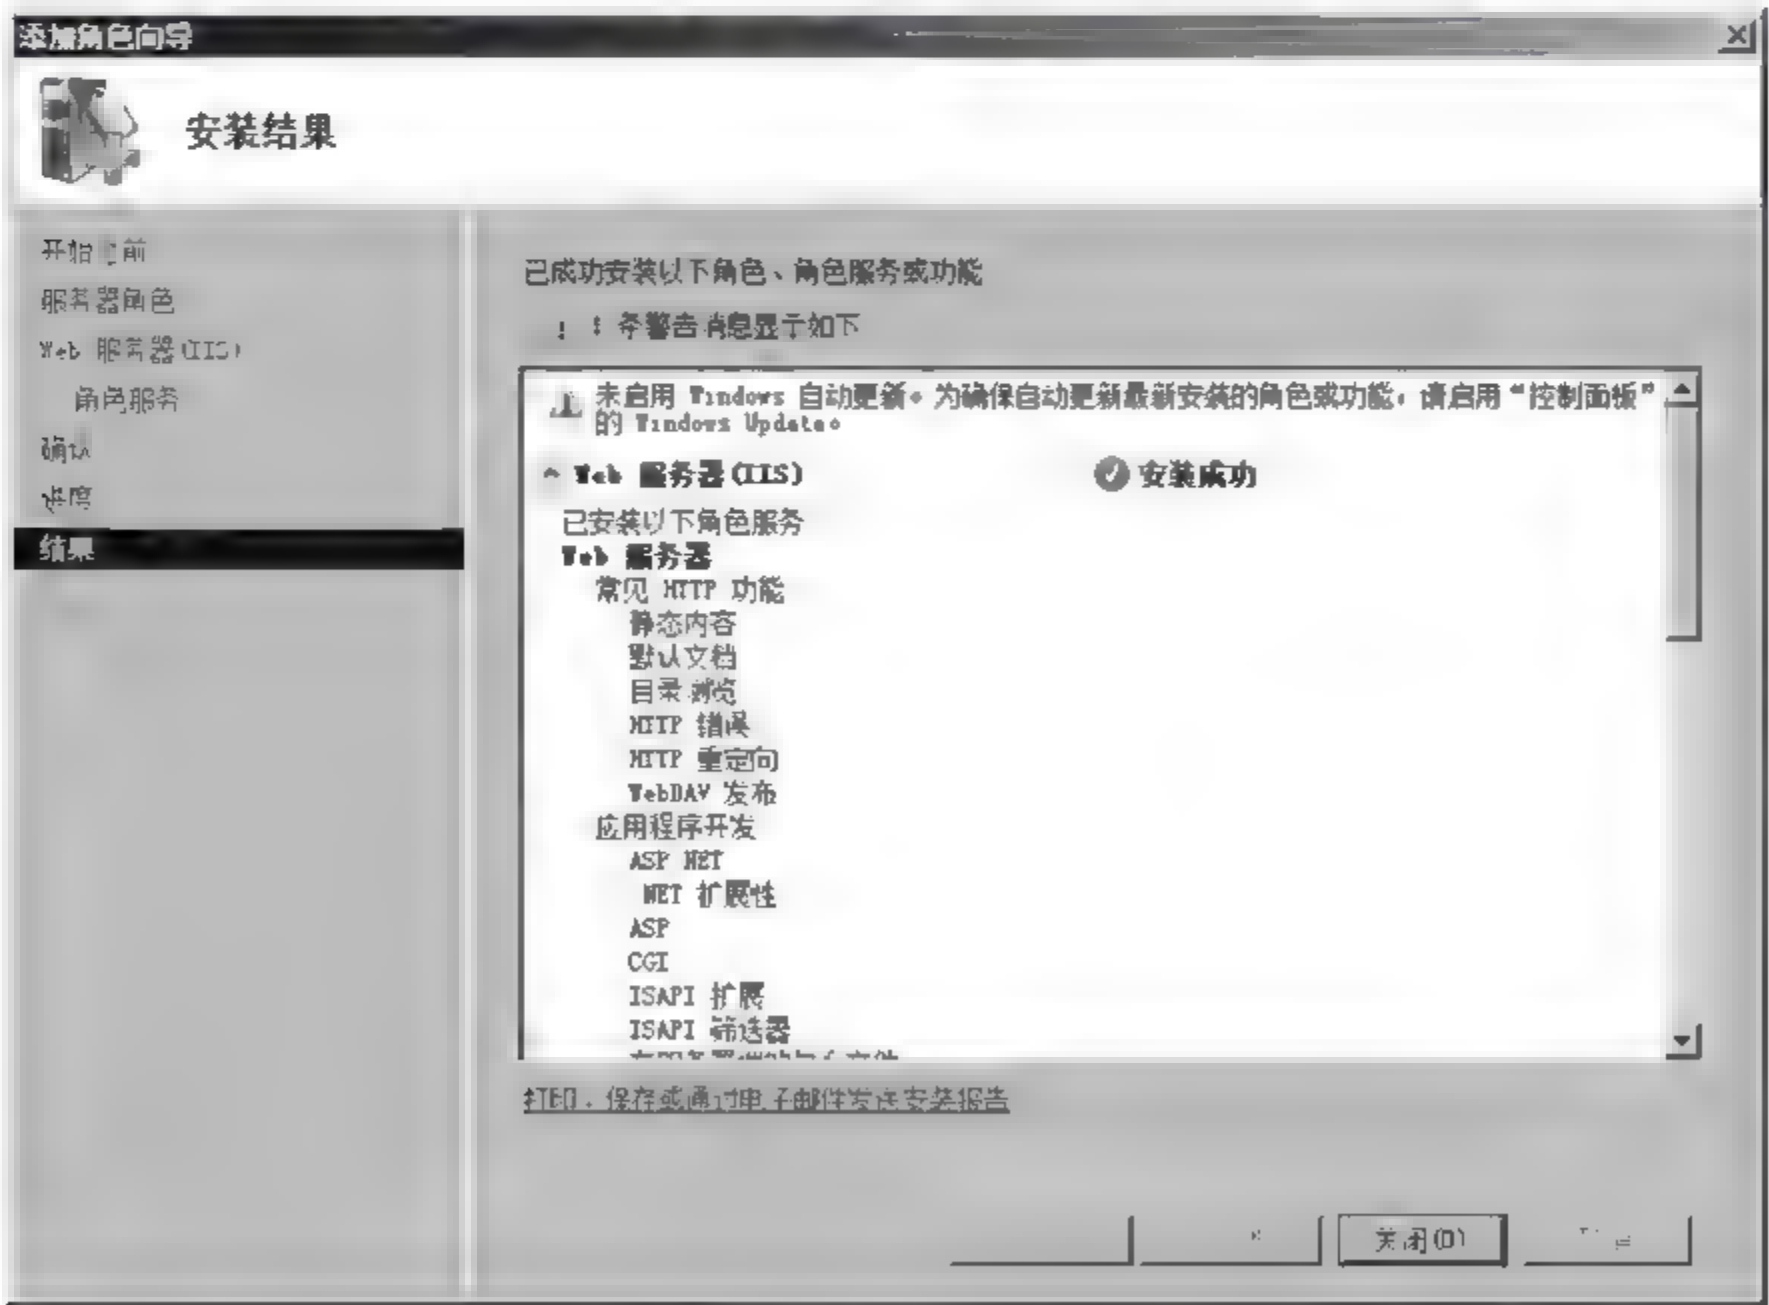 添加角色向导
安装结果
开始之前
服务器角色
Web 服务器(IIS)
角色服务
确认
进度
结果
已成功安装以下角色、角色服务或功能
条警告消息显示如下
未启用 Windows 自动更新。为确保自动更新最新安装的角色或功能，请启用“控制面板”
的 Windows Update。
Web 服务器(IIS)
安装成功
已安装以下角色服务
Web 服务器
常见 HTTP 功能
静态内容
默认文档
目录浏览
HTTP 错误
HTTP 重定向
WebDAV 发布
应用程序开发
ASP NET
NET 扩展性
ASP
CGI
ISAPI 扩展
ISAPI 筛选器
打印、保存或通过电子邮件发送安装报告
关闭(O)